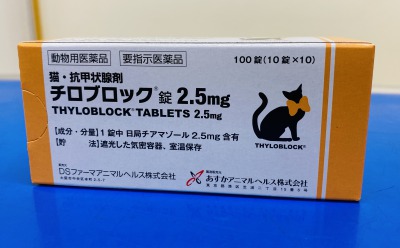 動物用医薬品 要指示医薬品
100錠(10錠×10)
猫・抗甲状腺剤
チロブロック®錠 2.5mg
THYLOBLOCK® TABLETS 2.5mg
【成分・分量】1錠中 日局チアマゾール 2.5mg 含有
【貯 法】遮光した気密容器、室温保存
THYLOBLOCK®
DSファーマアニマルヘルス株式会社
あすかアニマルヘルス株式会社